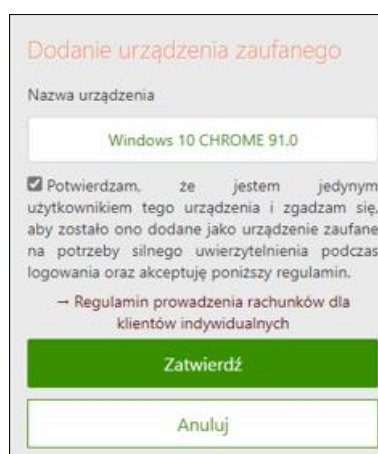 Dodanie urządzenia zaufanego
Nazwa urządzenia
Windows 10 CHROME 91.0
Potwierdzam, że jestem jedynym
użytkownikiem tego urządzenia i zgadzam się,
aby zostało ono dodane jako urządzenie zaufane
na potrzeby silnego uwierzytelnienia podczas
logowania oraz akceptuję poniższy regulamin.
→ Regulamin prowadzenia rachunków dla
klientów indywidualnych
Zatwierdź
Anuluj